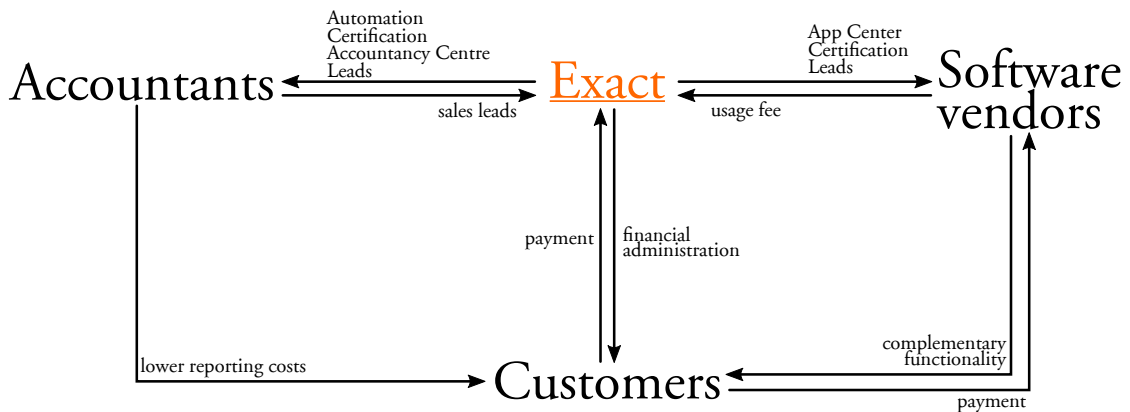 Automation
Certification
Accountancy Centre
Leads
App Center
Certification
Leads
Accountants
Exact
Software
vendors
sales leads
usage fee
payment
financial
administration
complementary
functionality
lower reporting costs
Customers
payment